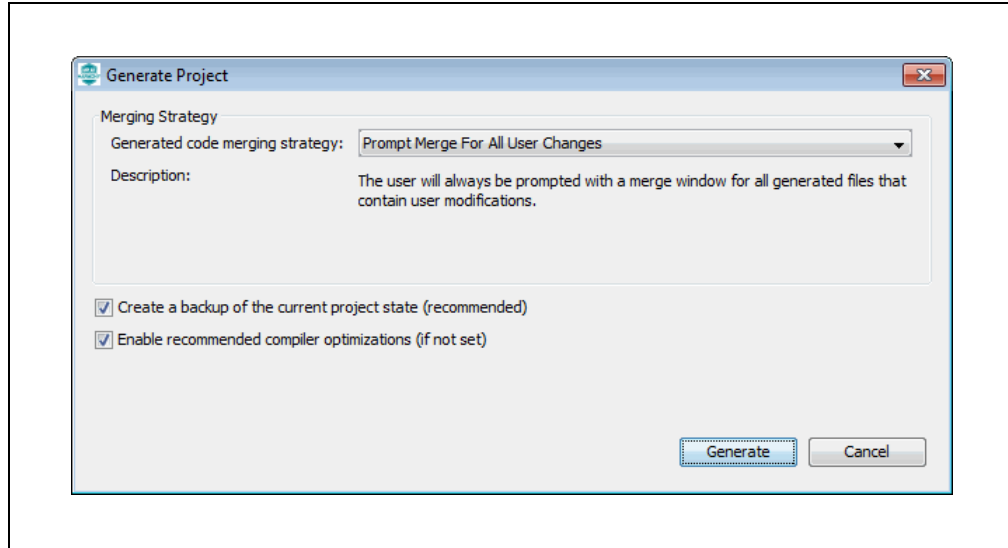 Generate Project
Merging Strategy
Generated code merging strategy: Prompt Merge For All User Changes
Description: The user will always be prompted with a merge window for all generated files that
contain user modifications.
Create a backup of the current project state (recommended)
Enable recommended compiler optimizations (if not set)
Generate Cancel